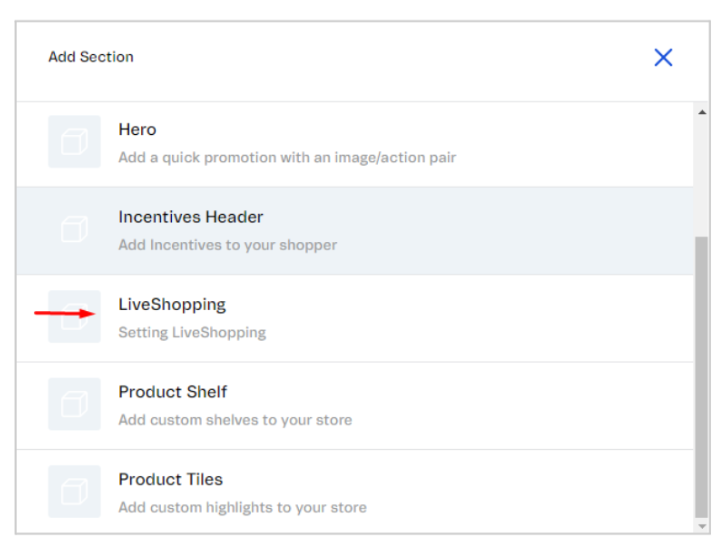 Add Section
Hero
Add a quick promotion with an image/action pair
Incentives Header
Add Incentives to your shopper
LiveShopping
Setting LiveShopping
Product Shelf
Add custom shelves to your store
Product Tiles
Add custom highlights to your store